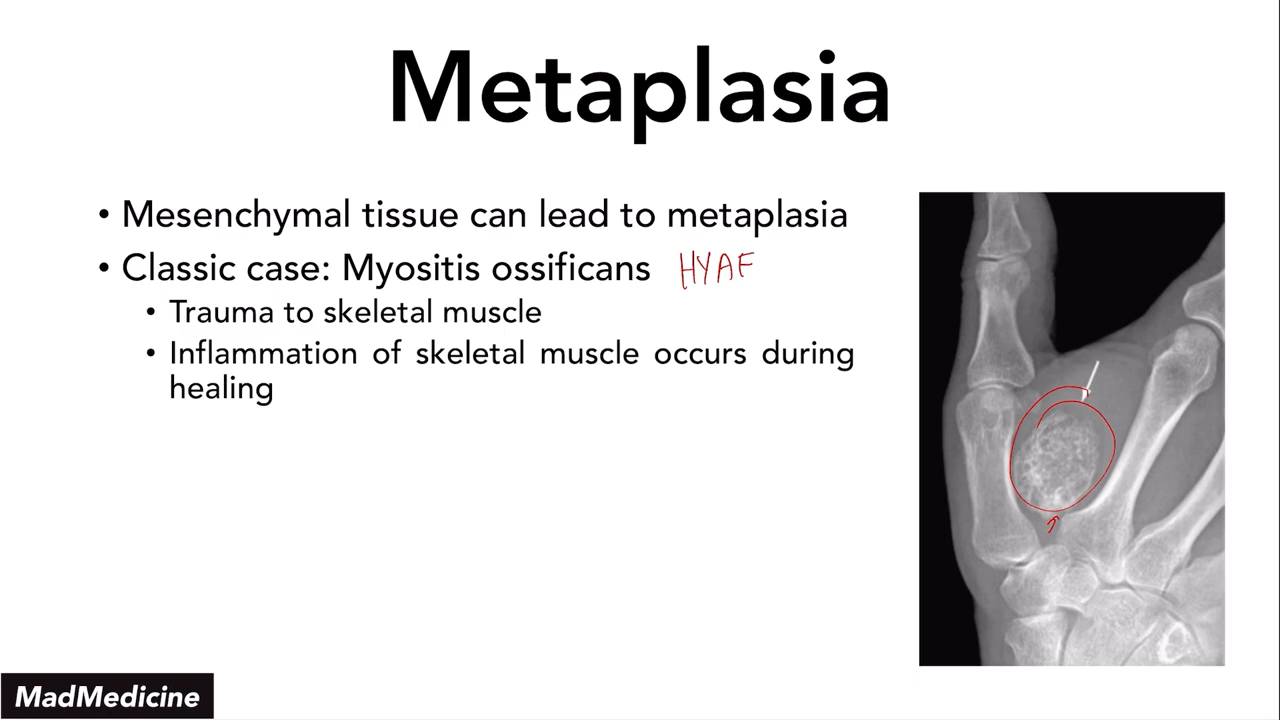 Metaplasia
• Mesenchymal tissue can lead to metaplasia
• Classic case: Myositis ossificans HYAF
• Trauma to skeletal muscle
• Inflammation of skeletal muscle occurs during
healing
MadMedicine